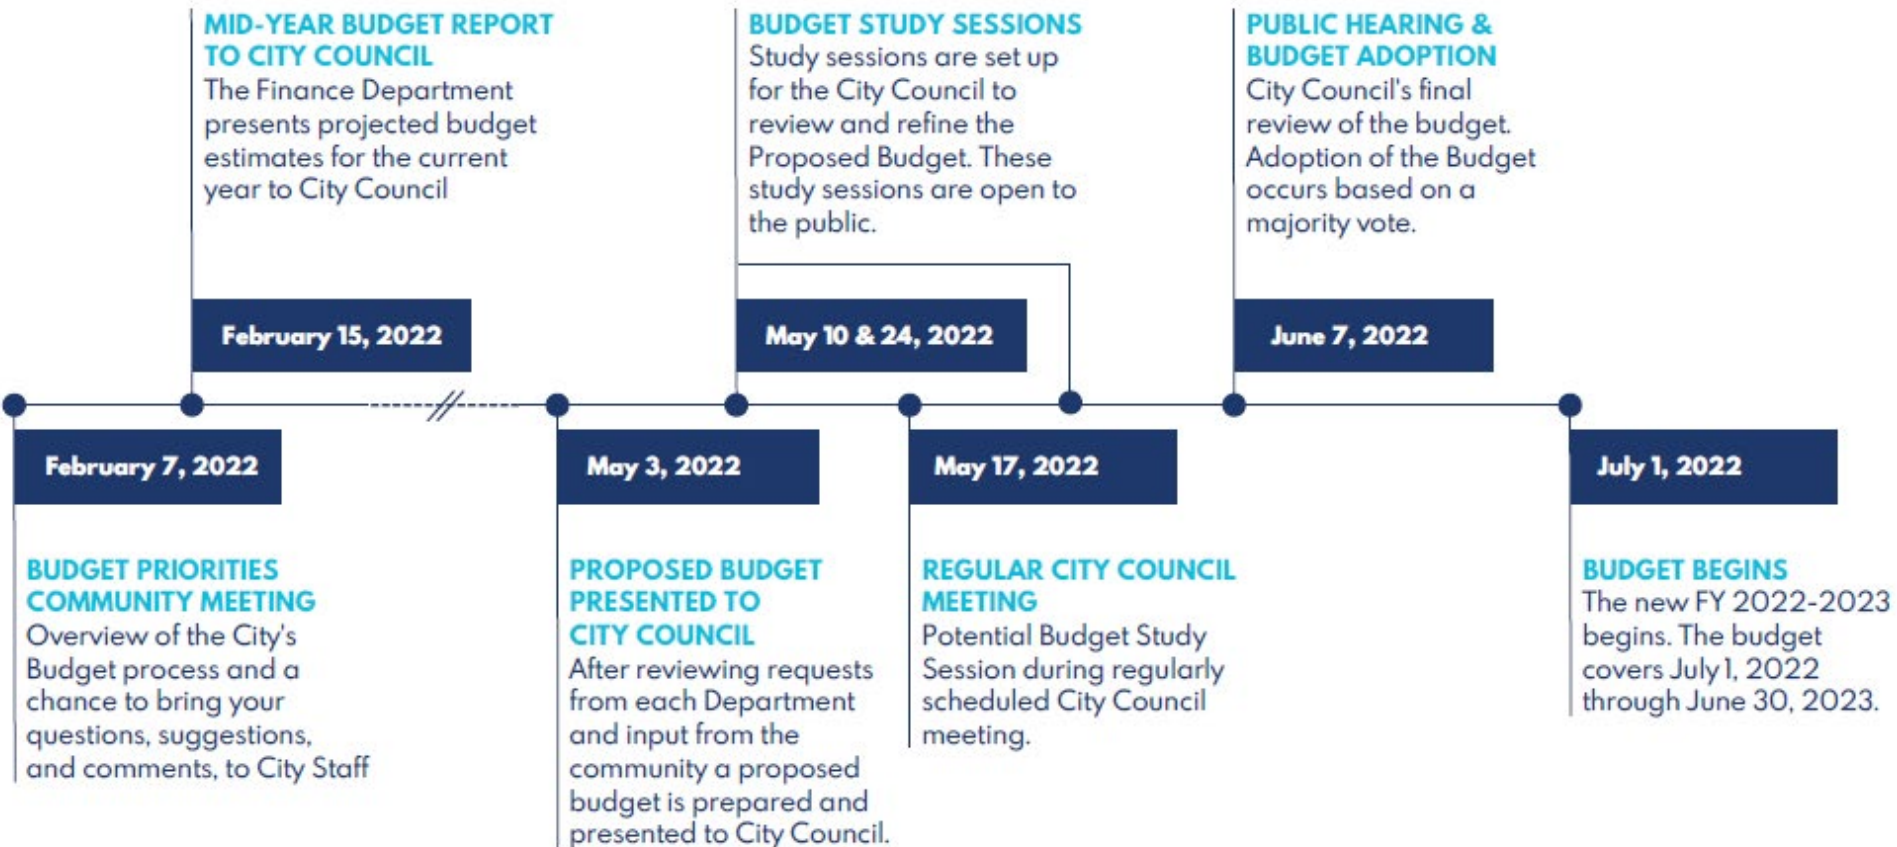 MID-YEAR BUDGET REPORT
TO CITY COUNCIL
The Finance Department
presents projected budget
estimates for the current
year to City Council
BUDGET STUDY SESSIONS
Study sessions are set up
for the City Council to
review and refine the
Proposed Budget. These
study sessions are open to
the public.
PUBLIC HEARING &
BUDGET ADOPTION
City Council's final
review of the budget.
Adoption of the Budget
occurs based on a
majority vote.
February 15, 2022
May 10 & 24, 2022
June 7, 2022
February 7, 2022
May 3, 2022
May 17, 2022
July 1, 2022
BUDGET PRIORITIES
COMMUNITY MEETING
Overview of the City's
Budget process and a
chance to bring your
questions, suggestions,
and comments, to City Staff
PROPOSED BUDGET
PRESENTED TO
CITY COUNCIL
After reviewing requests
from each Department
and input from the
community a proposed
budget is prepared and
presented to City Council.
REGULAR CITY COUNCIL
MEETING
Potential Budget Study
Session during regularly
scheduled City Council
meeting.
BUDGET BEGINS
The new FY 2022-2023
begins. The budget
covers July 1, 2022
through June 30, 2023.